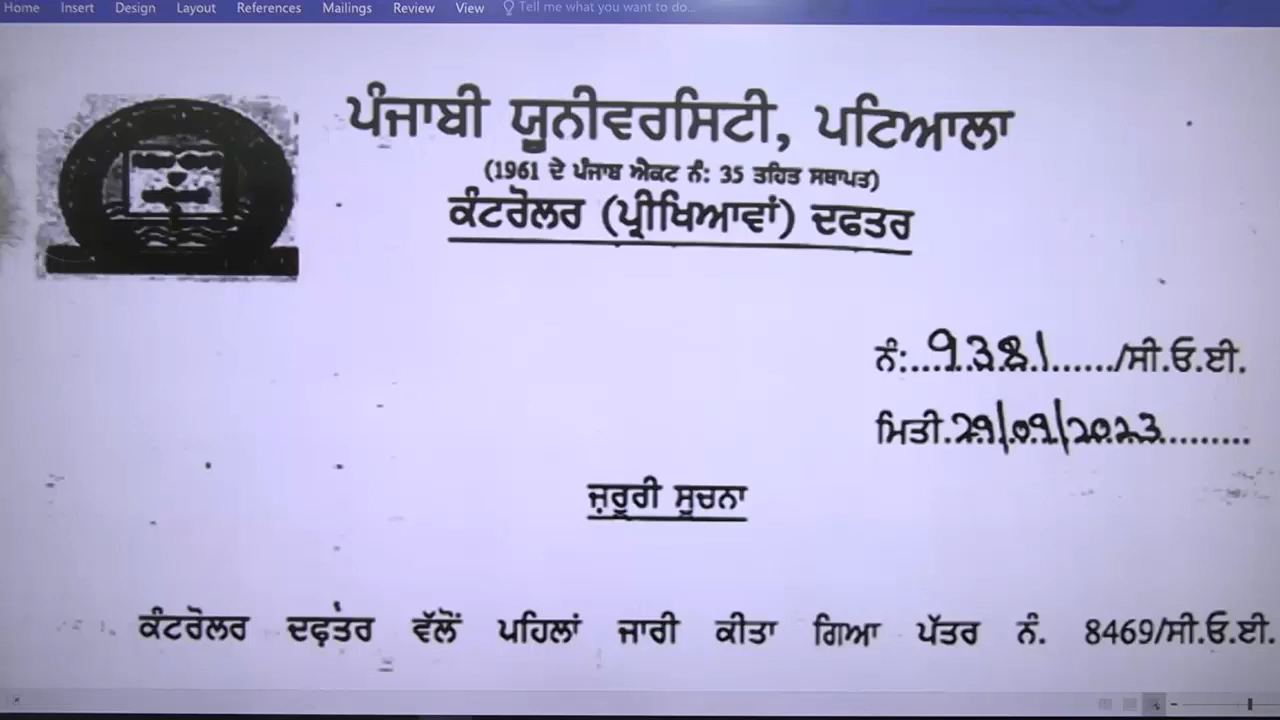 Home Insert Design Layout References Mailings Review View Tell me what you want to do...
ਪੰਜਾਬੀ ਯੂਨੀਵਰਸਿਟੀ, ਪਟਿਆਲਾ
(1961 ਦੇ ਪੰਜਾਬ ਐਕਟ ਨੰ: 35 ਤਹਿਤ ਸਥਾਪਤ)
ਕੰਟਰੋਲਰ (ਪ੍ਰੀਖਿਆਵਾਂ) ਦਫਤਰ
ਨੰ:....9381....../ਸੀ.ਓ.ਈ.
ਮਿਤੀ.29/09/2023.........
ਜ਼ਰੂਰੀ ਸੂਚਨਾ
ਕੰਟਰੋਲਰ ਦਫ਼ਤਰ ਵੱਲੋਂ ਪਹਿਲਾਂ ਜਾਰੀ ਕੀਤਾ ਗਿਆ ਪੱਤਰ ਨੰ. 8469/ਸੀ.ਓ.ਈ.